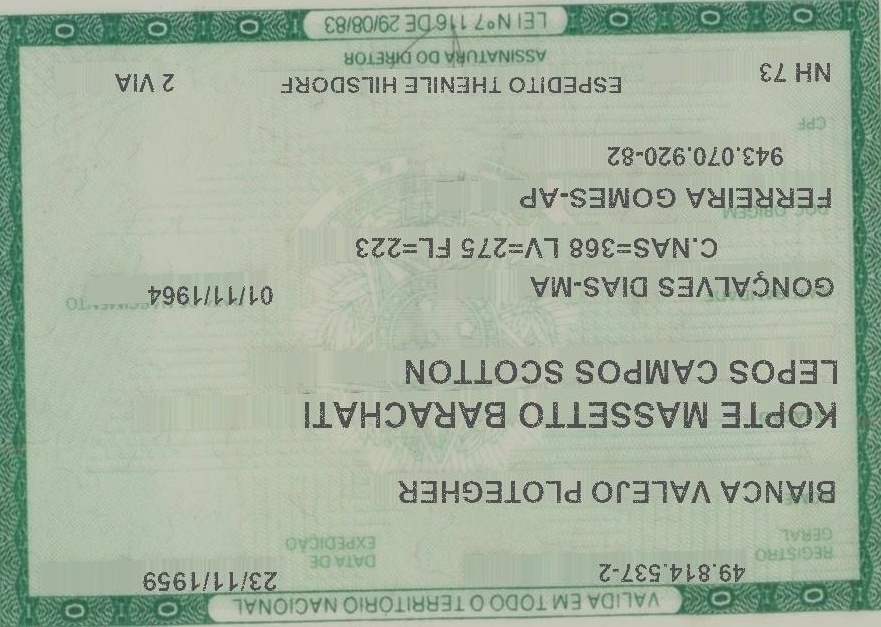 VALIDA EM TODO O TERRITORIO NACIONAL
REGISTRO GERAL 49.814.537-2 DATA DE EXPEDIÇÃO 23/11/1959
BIANCA VALEJO PLOTEGHER
KOPTE MASSETTO BARACHATI
LEPOS CAMPOS SCOTTON
GONÇALVES DIAS-MA 01/11/1964
C.NAS=368 LV=275 FL=223
DOC. ORIGEM FERREIRA GOMES-AP
943.070.920-82
CPF
NH 73 ESPEDITO THENILE HILSDORF 2 VIA
ASSINATURA DO DIRETOR
LEI Nº 7.116 DE 29/08/83